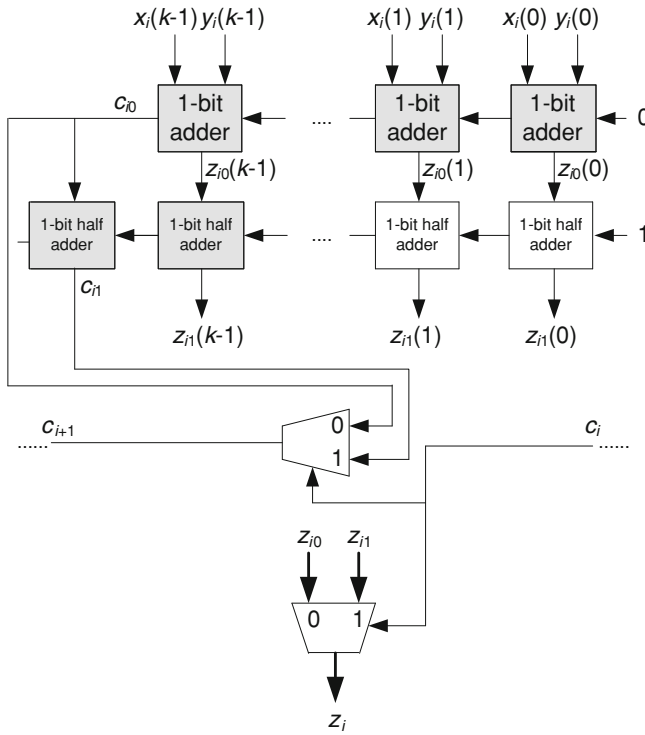 xᵢ(k-1) yᵢ(k-1) xᵢ(1) yᵢ(1) xᵢ(0) yᵢ(0)
cᵢ₀ 1-bit adder .... 1-bit adder 1-bit adder 0
zᵢ₀(k-1) zᵢ₀(1) zᵢ₀(0)
1-bit half adder 1-bit half adder .... 1-bit half adder 1-bit half adder 1
cᵢ₁
zᵢ₁(k-1) zᵢ₁(1) zᵢ₁(0)
...... cᵢ₊₁ 0 cᵢ ......
1
zᵢ₀ zᵢ₁
0 1
zᵢ